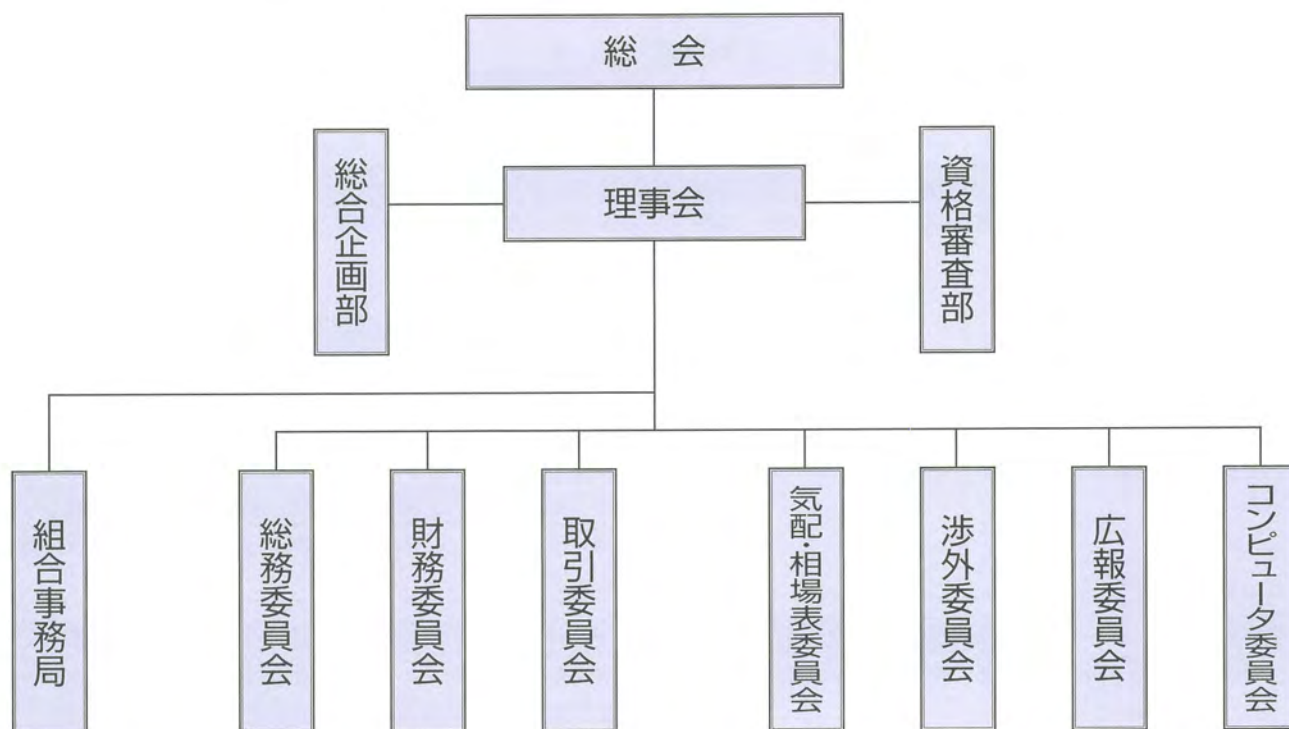 総　会
総合企画部
理事会
資格審査部
組合事務局
総務委員会
財務委員会
取引委員会
気配・相場表委員会
渉外委員会
広報委員会
コンピュータ委員会